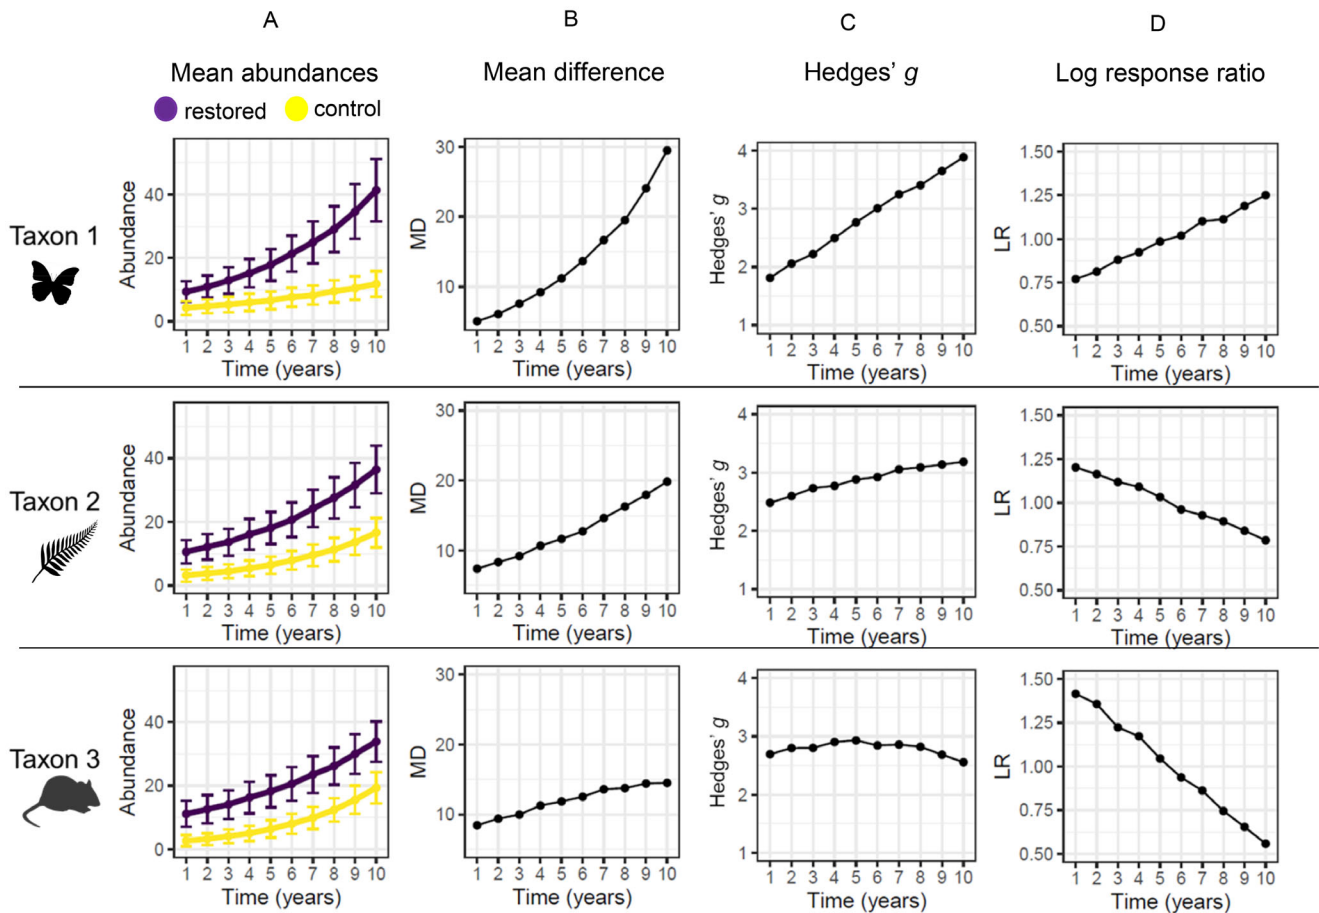 A B C D
Mean abundances Mean difference Hedges’ g Log response ratio
restored control
Taxon 1
Abundance
40
20
0
1 2 3 4 5 6 7 8 9 10
Time (years)
MD
30
20
10
1 2 3 4 5 6 7 8 9 10
Time (years)
Hedges’ g
4
3
2
1
1 2 3 4 5 6 7 8 9 10
Time (years)
LR
1.50
1.25
1.00
0.75
0.50
1 2 3 4 5 6 7 8 9 10
Time (years)
Taxon 2
Abundance
40
20
0
1 2 3 4 5 6 7 8 9 10
Time (years)
MD
30
20
10
1 2 3 4 5 6 7 8 9 10
Time (years)
Hedges’ g
4
3
2
1
1 2 3 4 5 6 7 8 9 10
Time (years)
LR
1.50
1.25
1.00
0.75
0.50
1 2 3 4 5 6 7 8 9 10
Time (years)
Taxon 3
Abundance
40
20
0
1 2 3 4 5 6 7 8 9 10
Time (years)
MD
30
20
10
1 2 3 4 5 6 7 8 9 10
Time (years)
Hedges’ g
4
3
2
1
1 2 3 4 5 6 7 8 9 10
Time (years)
LR
1.50
1.25
1.00
0.75
0.50
1 2 3 4 5 6 7 8 9 10
Time (years)